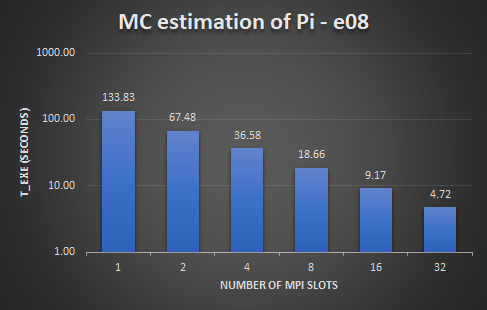 MC estimation of Pi - e08
1000.00
100.00
10.00
1.00
T_EXE (SECONDS)
133.83
67.48
36.58
18.66
9.17
4.72
1 2 4 8 16 32
NUMBER OF MPI SLOTS